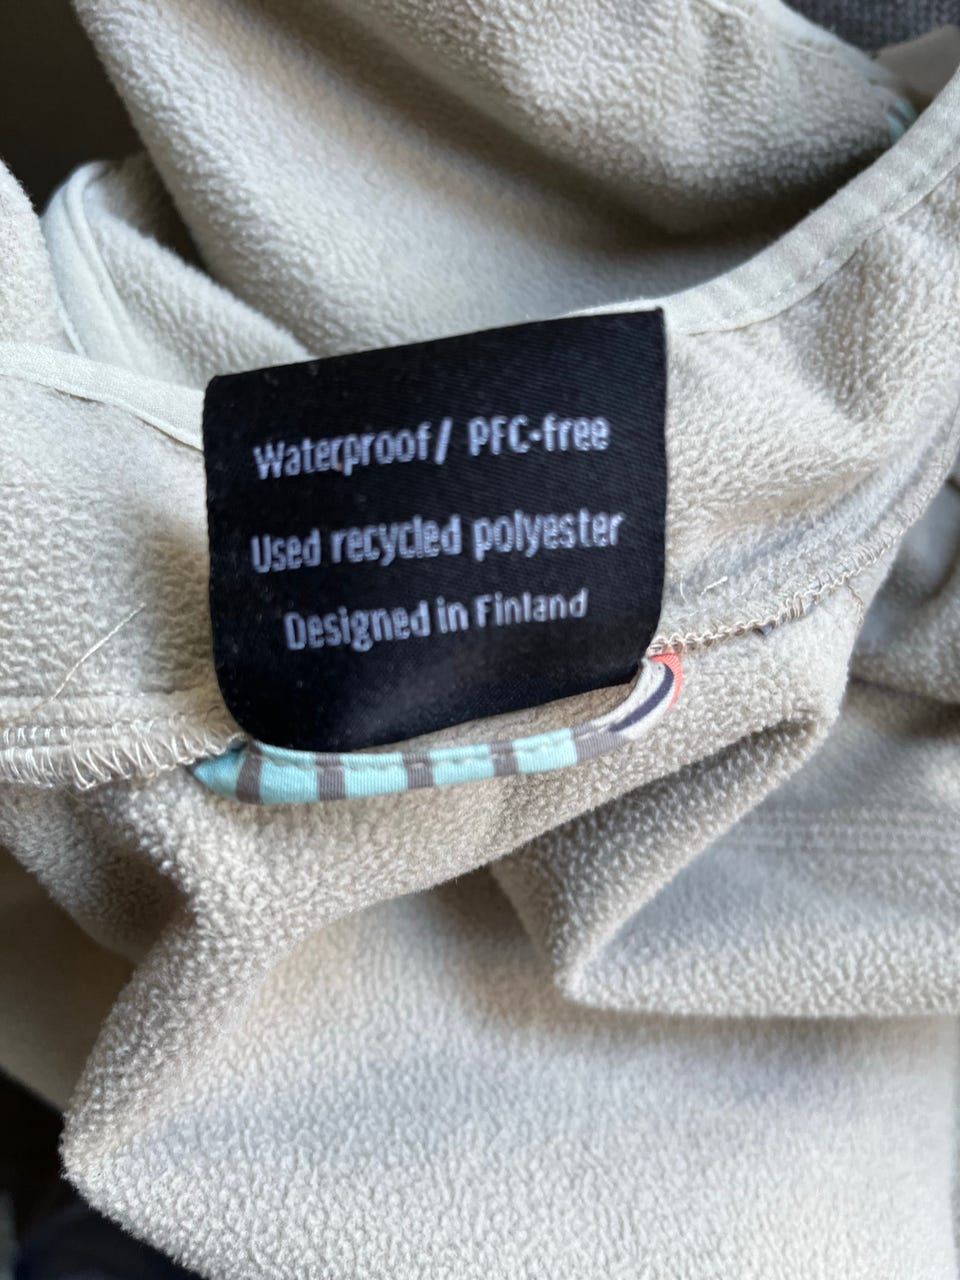 Waterproof/ PFC-free
Used recycled polyester
Designed in Finland